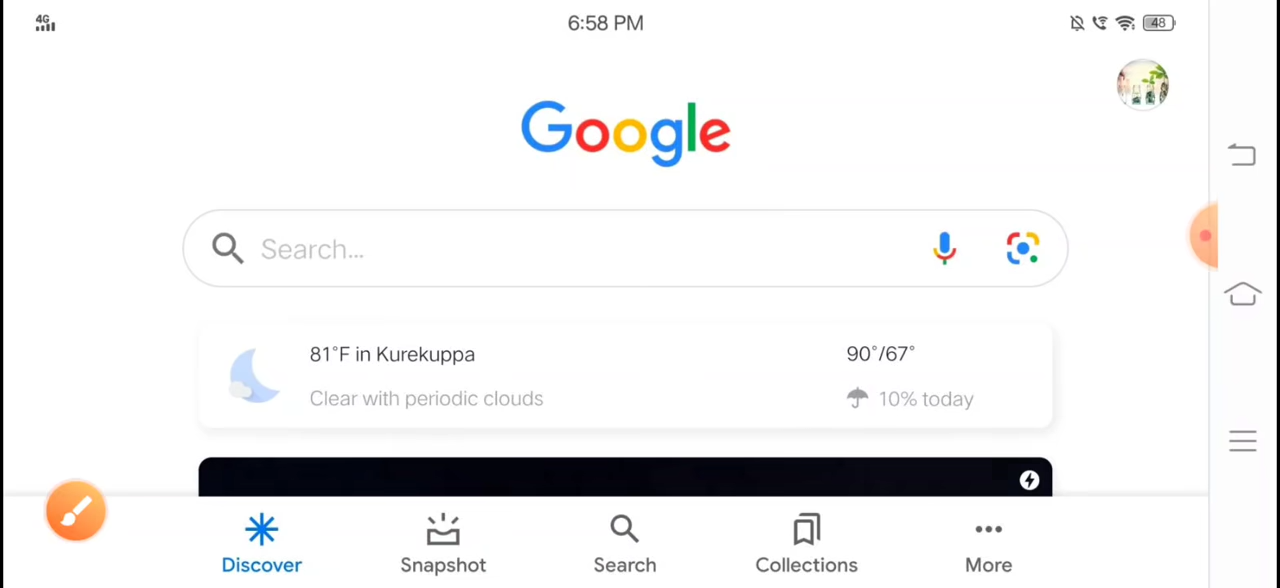 4G
6:58 PM
48
Google
Search...
81°F in Kurekuppa
90°/67°
Clear with periodic clouds
10% today
Discover
Snapshot
Search
Collections
More